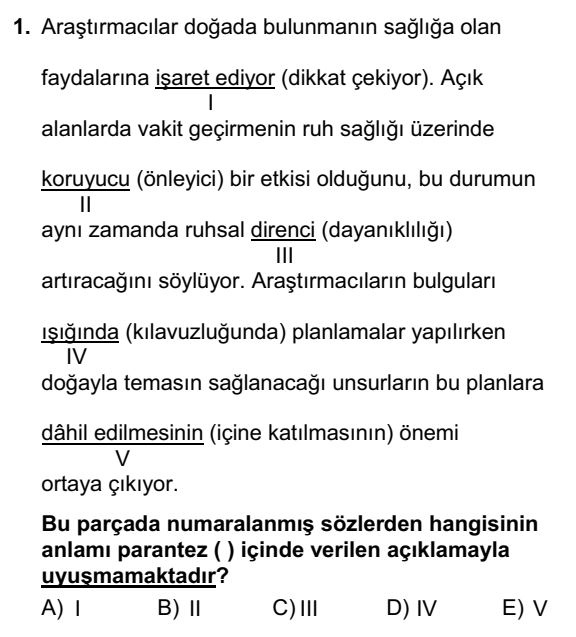 1. Araştırmacılar doğada bulunmanın sağlığa olan
faydalarına işaret ediyor (dikkat çekiyor). Açık
I
alanlarda vakit geçirmenin ruh sağlığı üzerinde
koruyucu (önleyici) bir etkisi olduğunu, bu durumun
II
aynı zamanda ruhsal direnci (dayanıklılığı)
III
artıracağını söylüyor. Araştırmacıların bulguları
ışığında (kılavuzluğunda) planlamalar yapılırken
IV
doğayla temasın sağlanacağı unsurların bu planlara
dâhil edilmesinin (içine katılmasının) önemi
V
ortaya çıkıyor.
Bu parçada numaralanmış sözlerden hangisinin
anlamı parantez ( ) içinde verilen açıklamayla
uyuşmamaktadır?
A) I B) II C) III D) IV E) V